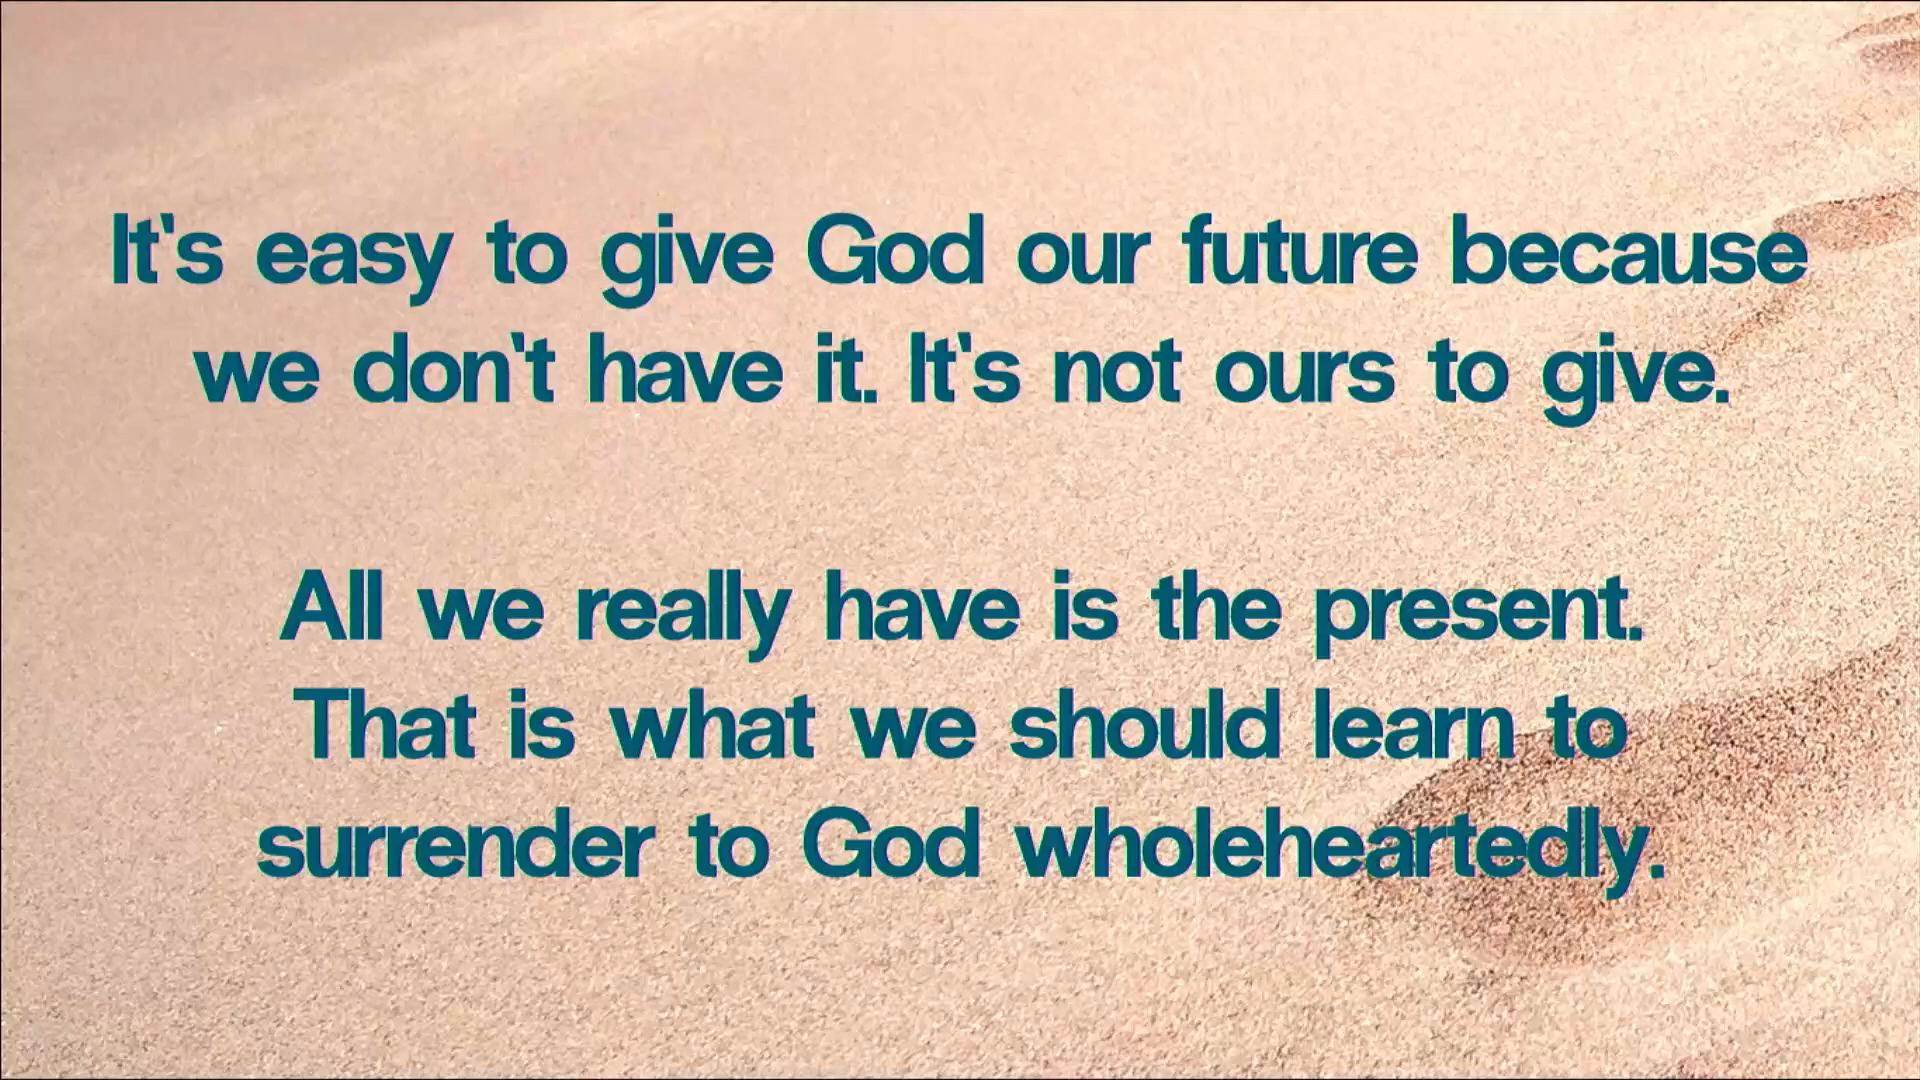 It's easy to give God our future because
we don't have it. It's not ours to give.
All we really have is the present.
That is what we should learn to
surrender to God wholeheartedly.